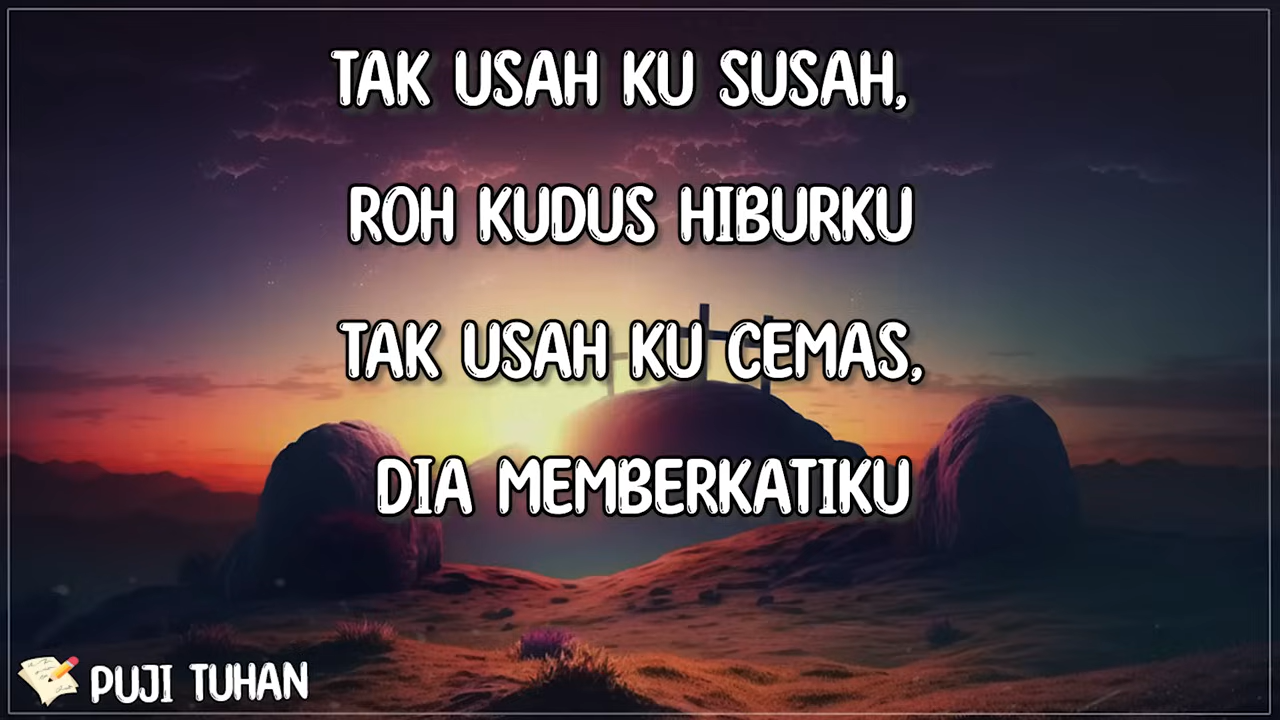 TAK USAH KU SUSAH,
ROH KUDUS HIBURKU
TAK USAH KU CEMAS,
DIA MEMBERKATIKU
PUJI TUHAN